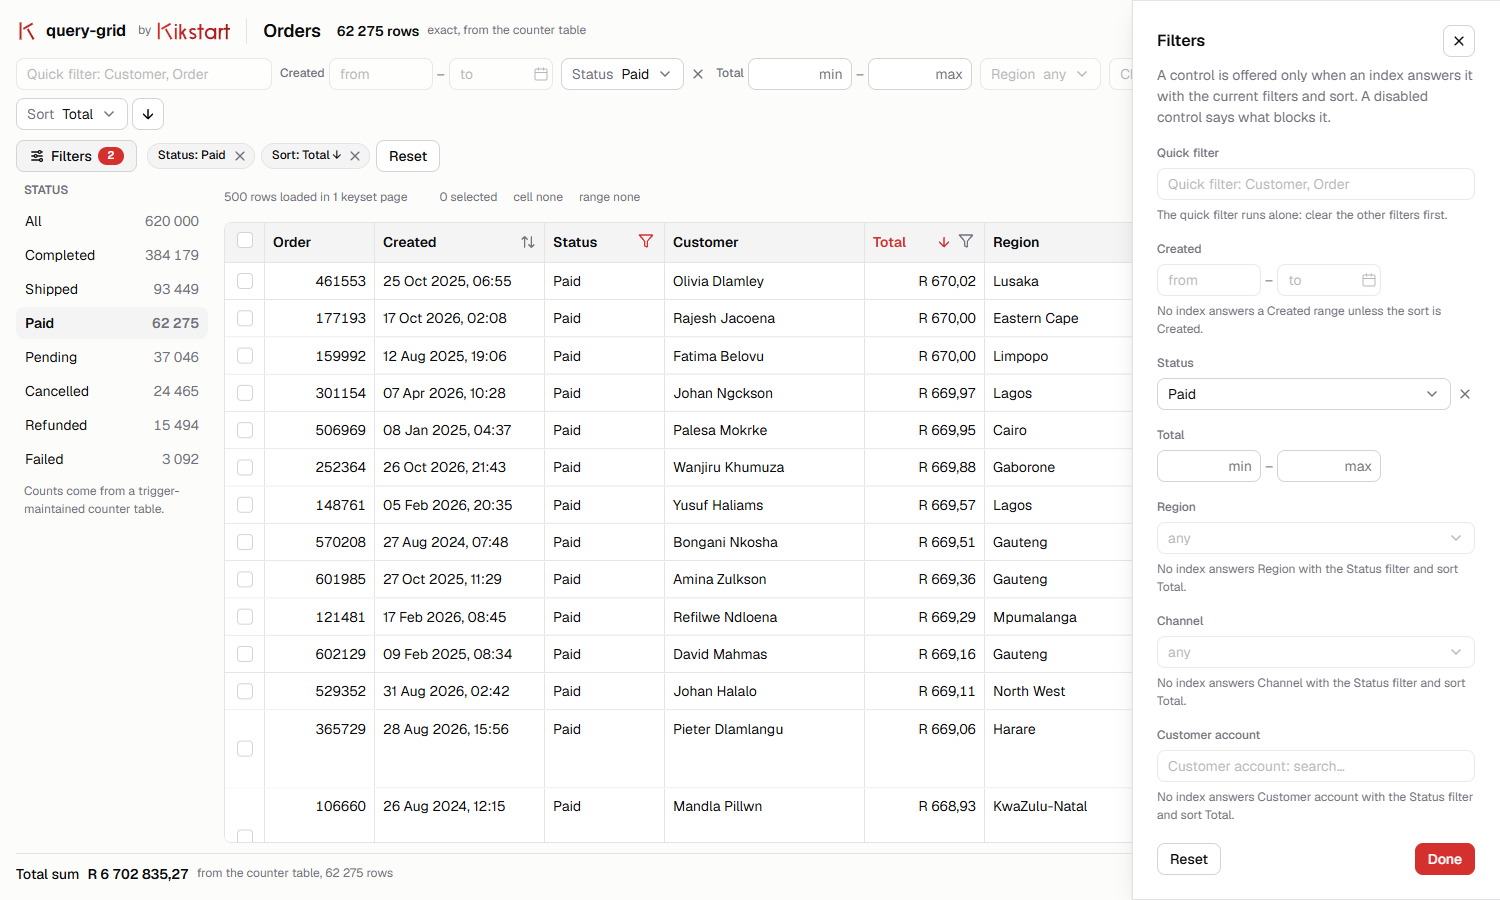 query-grid by Kikstart Orders 62 275 rows exact, from the counter table
Quick filter: Customer, Order Created from – to Status Paid Total min – max Region any
Sort Total
Filters 2 Status: Paid Sort: Total Reset
STATUS
All 620 000
Completed 384 179
Shipped 93 449
Paid 62 275
Pending 37 046
Cancelled 24 465
Refunded 15 494
Failed 3 092
Counts come from a trigger-
maintained counter table.
500 rows loaded in 1 keyset page 0 selected cell none range none
Order Created Status Customer Total Region
461553 25 Oct 2025, 06:55 Paid Olivia Dlamley R 670,02 Lusaka
177193 17 Oct 2026, 02:08 Paid Rajesh Jacoena R 670,00 Eastern Cape
159992 12 Aug 2025, 19:06 Paid Fatima Belovu R 670,00 Limpopo
301154 07 Apr 2026, 10:28 Paid Johan Ngckson R 669,97 Lagos
506969 08 Jan 2025, 04:37 Paid Palesa Mokrke R 669,95 Cairo
252364 26 Oct 2026, 21:43 Paid Wanjiru Khumuza R 669,88 Gaborone
148761 05 Feb 2026, 20:35 Paid Yusuf Haliams R 669,57 Lagos
570208 27 Aug 2024, 07:48 Paid Bongani Nkosha R 669,51 Gauteng
601985 27 Oct 2025, 11:29 Paid Amina Zulkson R 669,36 Gauteng
121481 17 Feb 2026, 08:45 Paid Refilwe Ndloena R 669,29 Mpumalanga
602129 09 Feb 2025, 08:34 Paid David Mahmas R 669,16 Gauteng
529352 31 Aug 2026, 02:42 Paid Johan Halalo R 669,11 North West
365729 28 Aug 2026, 15:56 Paid Pieter Dlamlangu R 669,06 Harare
106660 26 Aug 2024, 12:15 Paid Mandla Pillwn R 668,93 KwaZulu-Natal
Total sum R 6 702 835,27 from the counter table, 62 275 rows
Filters
A control is offered only when an index answers it
with the current filters and sort. A disabled
control says what blocks it.
Quick filter
Quick filter: Customer, Order
The quick filter runs alone: clear the other filters first.
Created
from – to
No index answers a Created range unless the sort is
Created.
Status
Paid
Total
min – max
Region
any
No index answers Region with the Status filter and sort
Total.
Channel
any
No index answers Channel with the Status filter and sort
Total.
Customer account
Customer account: search…
No index answers Customer account with the Status filter
and sort Total.
Reset Done